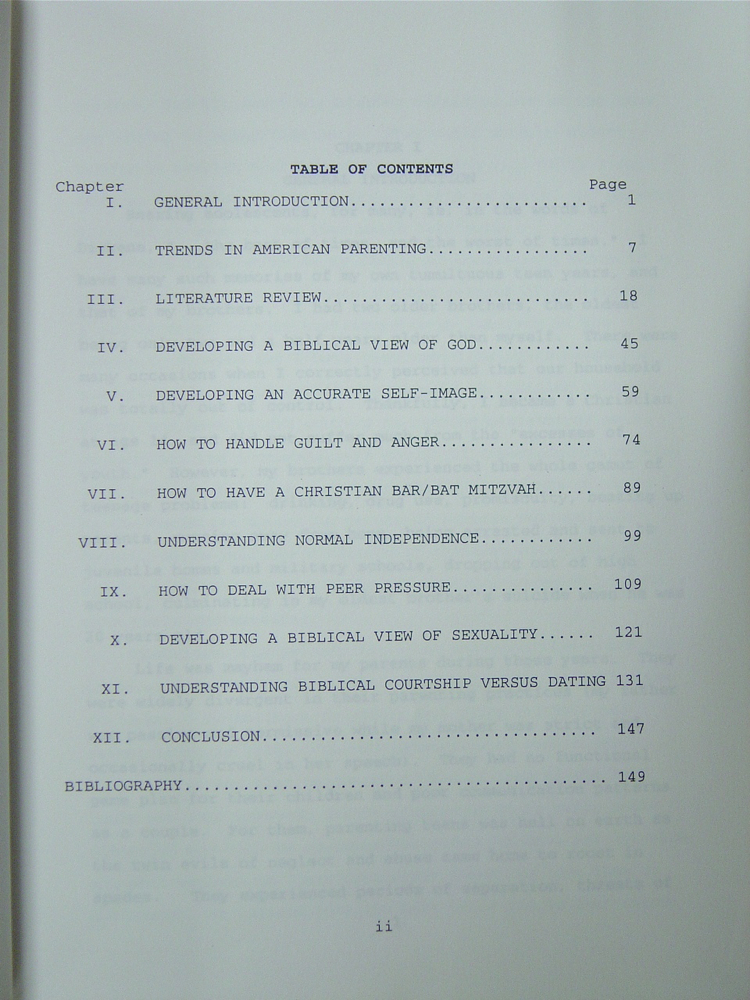 TABLE OF CONTENTS
Chapter Page
I. GENERAL INTRODUCTION........................ 1
II. TRENDS IN AMERICAN PARENTING................. 7
III. LITERATURE REVIEW........................... 18
IV. DEVELOPING A BIBLICAL VIEW OF GOD............ 45
V. DEVELOPING AN ACCURATE SELF-IMAGE............ 59
VI. HOW TO HANDLE GUILT AND ANGER................ 74
VII. HOW TO HAVE A CHRISTIAN BAR/BAT MITZVAH...... 89
VIII. UNDERSTANDING NORMAL INDEPENDENCE............ 99
IX. HOW TO DEAL WITH PEER PRESSURE............... 109
X. DEVELOPING A BIBLICAL VIEW OF SEXUALITY...... 121
XI. UNDERSTANDING BIBLICAL COURTSHIP VERSUS DATING 131
XII. CONCLUSION.................................. 147
BIBLIOGRAPHY........................................... 149
ii